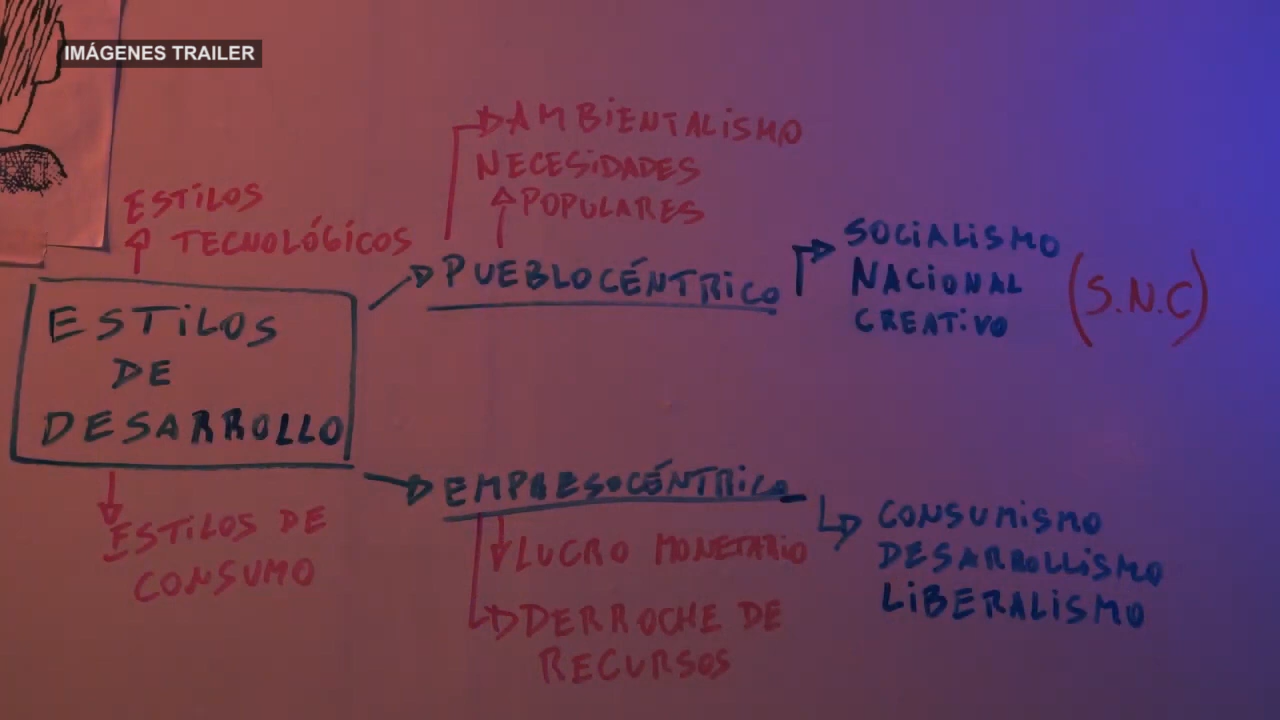 IMÁGENES TRAILER
AMBIENTALISMO
NECESIDADES
POPULARES
ESTILOS
TECNOLÓGICOS
PUEBLOCÉNTRICO
SOCIALISMO
NACIONAL
CREATIVO
(S.N.C)
ESTILOS
DE
DESARROLLO
EMPRESOCÉNTRICO
ESTILOS DE
CONSUMO
LUCRO MONETARIO
DERROCHE DE
RECURSOS
CONSUMISMO
DESARROLLISMO
LIBERALISMO